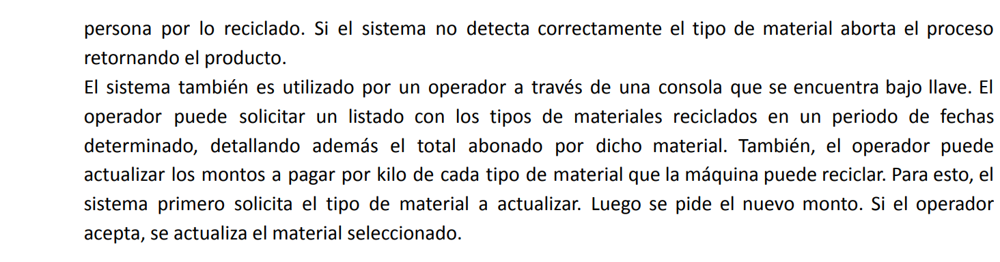 persona por lo reciclado. Si el sistema no detecta correctamente el tipo de material aborta el proceso
retornando el producto.
El sistema también es utilizado por un operador a través de una consola que se encuentra bajo llave. El
operador puede solicitar un listado con los tipos de materiales reciclados en un periodo de fechas
determinado, detallando además el total abonado por dicho material. También, el operador puede
actualizar los montos a pagar por kilo de cada tipo de material que la máquina puede reciclar. Para esto, el
sistema primero solicita el tipo de material a actualizar. Luego se pide el nuevo monto. Si el operador
acepta, se actualiza el material seleccionado.